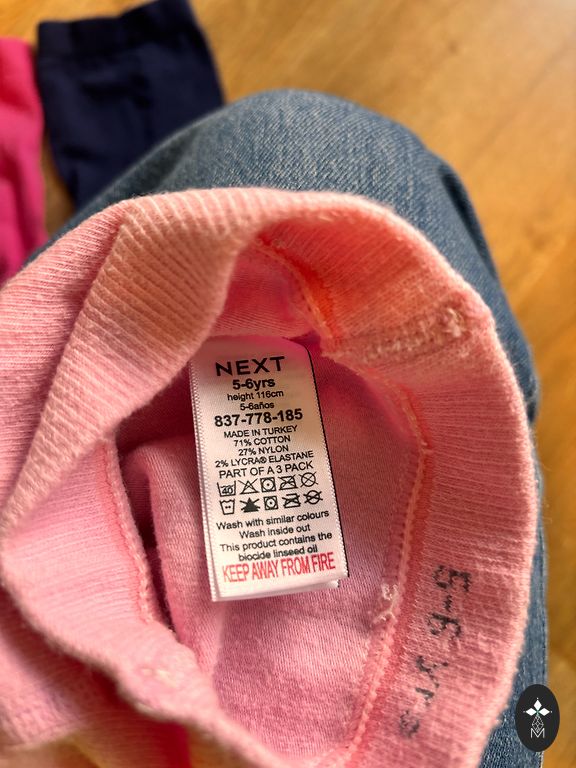 NEXT
5-6yrs
height 116cm
5-6años
837-778-185
MADE IN TURKEY
71% COTTON
27% NYLON
2% LYCRA® ELASTANE
PART OF A 3 PACK
40
Wash with similar colours
Wash inside out
This product contains the
biocide linseed oil
KEEP AWAY FROM FIRE
5-6 Yrs
M